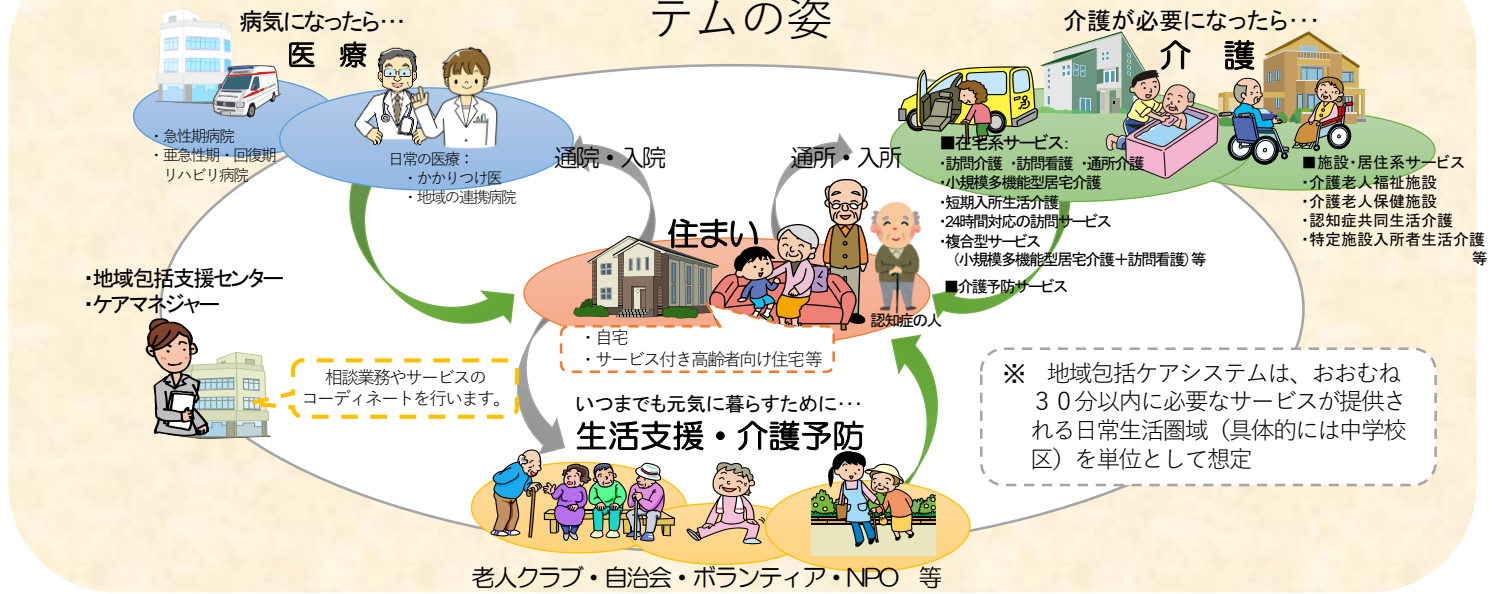 テムの姿
病気になったら･･･
医 療
介護が必要になったら･･･
介 護
・急性期病院
・亜急性期・回復期
リハビリ病院
日常の医療：
・かかりつけ医
・地域の連携病院
通院・入院
通所・入所
■在宅系サービス:
・訪問介護 ・訪問看護 ・通所介護
・小規模多機能型居宅介護
・短期入所生活介護
・24時間対応の訪問サービス
・複合型サービス
（小規模多機能型居宅介護＋訪問看護）等
■介護予防サービス
■施設・居住系サービス
・介護老人福祉施設
・介護老人保健施設
・認知症共同生活介護
・特定施設入所者生活介護
等
住まい
認知症の人
・自宅
・サービス付き高齢者向け住宅等
・地域包括支援センター
・ケアマネジャー
相談業務やサービスの
コーディネートを行います。
いつまでも元気に暮らすために･･･
生活支援・介護予防
※ 地域包括ケアシステムは、おおむね
３０分以内に必要なサービスが提供さ
れる日常生活圏域（具体的には中学校
区）を単位として想定
老人クラブ・自治会・ボランティア・NPO 等